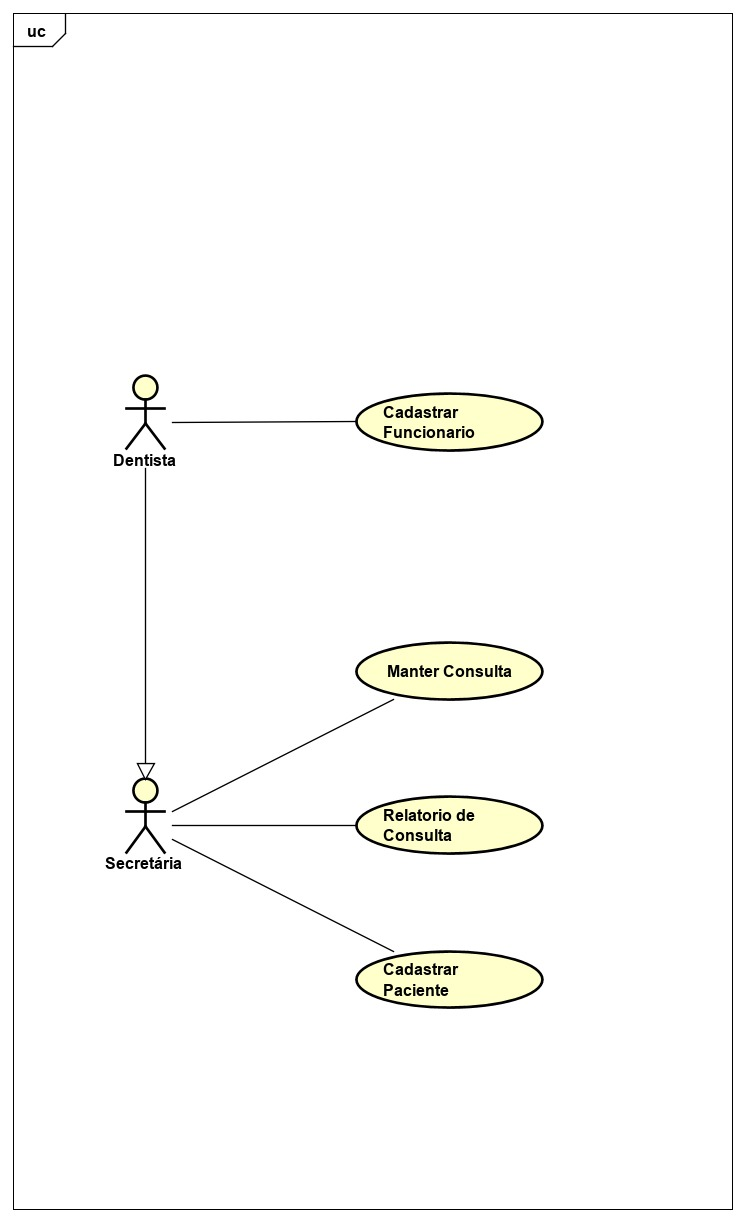 uc
Cadastrar
Funcionario
Dentista
Manter Consulta
Relatorio de
Consulta
Secretária
Cadastrar
Paciente